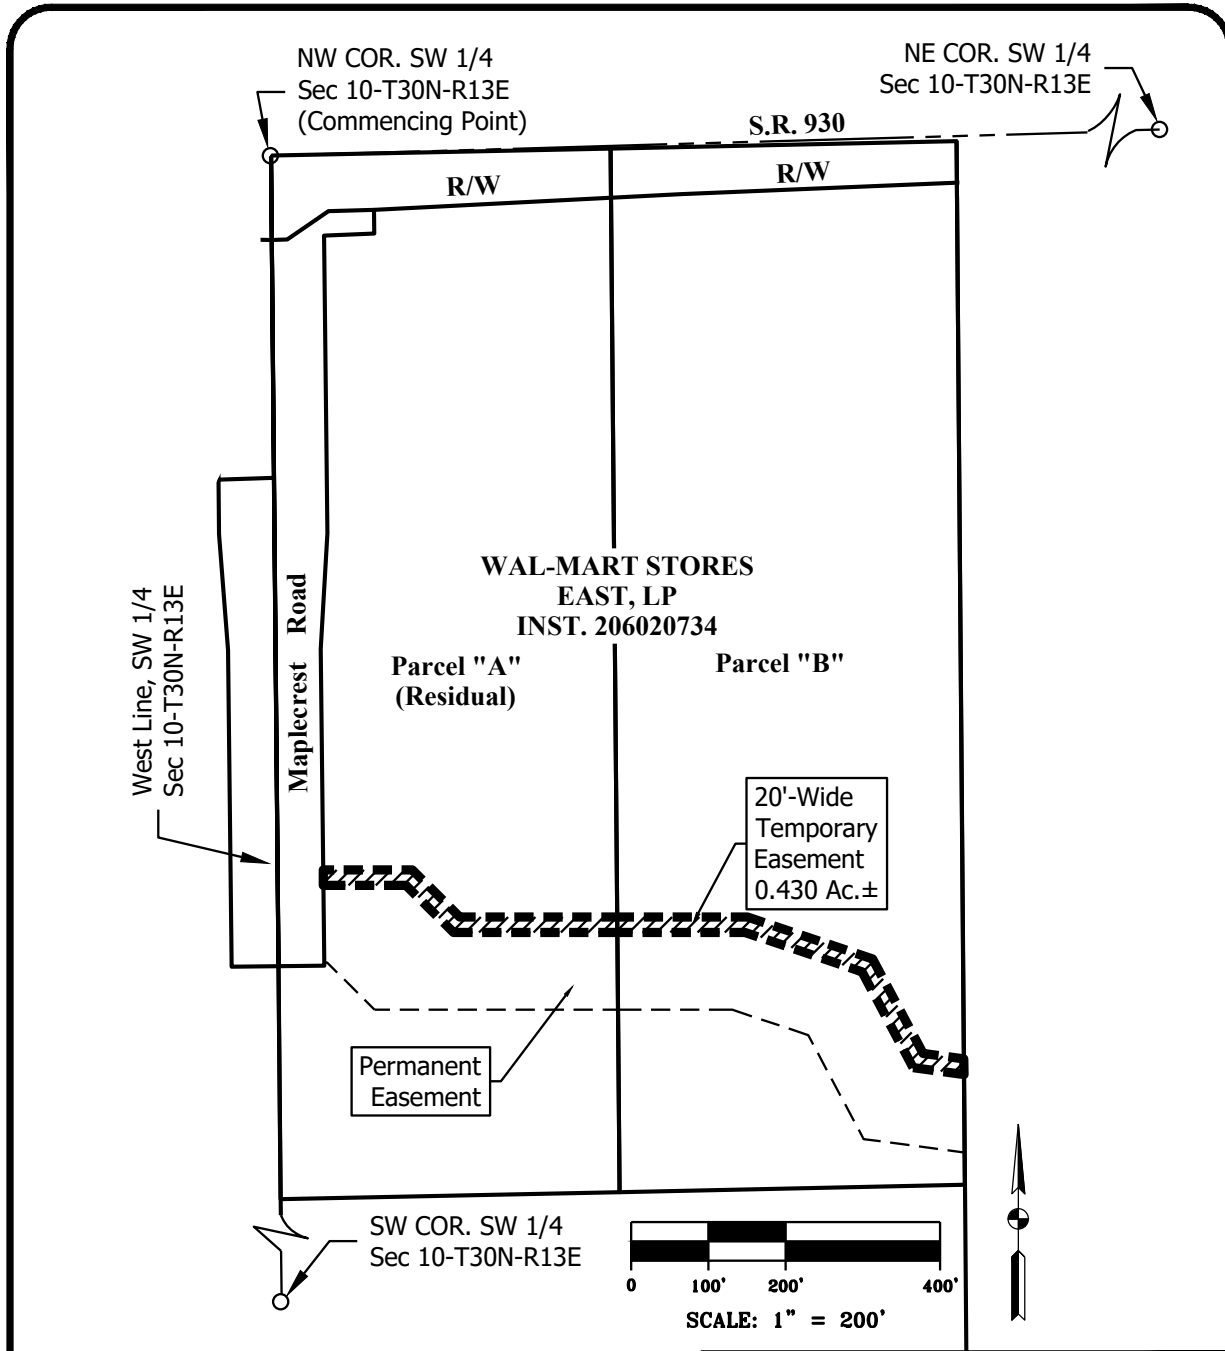 NW COR. SW 1/4
Sec 10-T30N-R13E
(Commencing Point)
NE COR. SW 1/4
Sec 10-T30N-R13E
S.R. 930
R/W
R/W
WAL-MART STORES
EAST, LP
INST. 206020734
Parcel "A"
(Residual)
Parcel "B"
Maplecrest Road
West Line, SW 1/4
Sec 10-T30N-R13E
20'-Wide
Temporary
Easement
0.430 Ac.±
Permanent
Easement
SW COR. SW 1/4
Sec 10-T30N-R13E
0 100' 200' 400'
SCALE: 1" = 200'